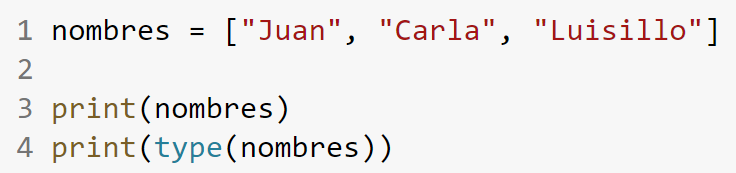 1 nombres = ["Juan", "Carla", "Luisillo"]
2
3 print(nombres)
4 print(type(nombres))